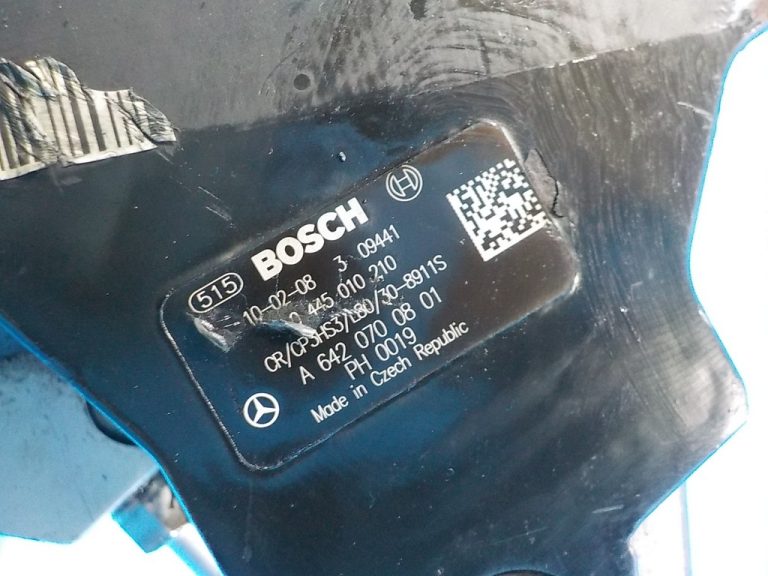 BOSCH
515
10-02-08 3 09441
0 445 010 210
CR/CP3HS3/L80/30-8911S
A 642 070 08 01
PH 0019
Made in Czech Republic